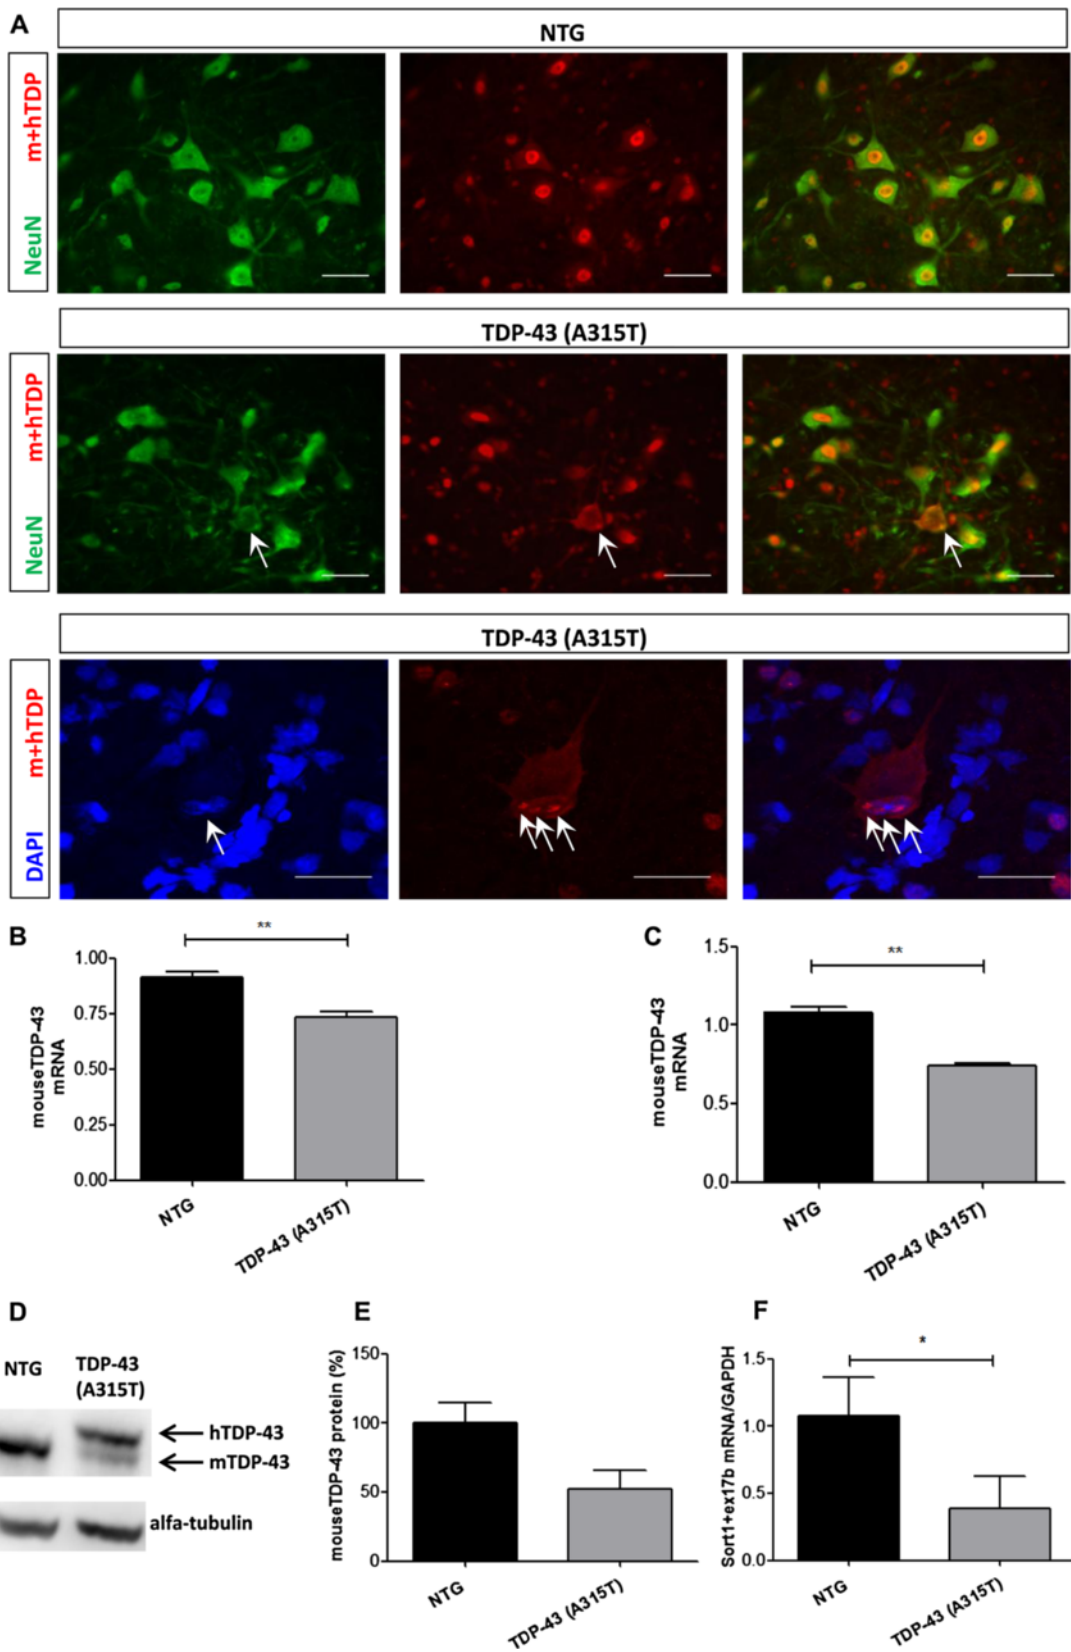 A
NTG
NeuN m+hTDP
TDP-43 (A315T)
NeuN m+hTDP
TDP-43 (A315T)
DAPI m+hTDP
B
**
1.00
0.75
0.50
0.25
0.00
mouseTDP-43
mRNA
NTG
TDP-43 (A315T)
C
**
1.5
1.0
0.5
0.0
mouseTDP-43
mRNA
NTG
TDP-43 (A315T)
D
NTG
TDP-43
(A315T)
hTDP-43
mTDP-43
alfa-tubulin
E
150
100
50
0
mouseTDP-43 protein (%)
NTG
TDP-43 (A315T)
F
*
1.5
1.0
0.5
0.0
Sort1+ex17b mRNA/GAPDH
NTG
TDP-43 (A315T)